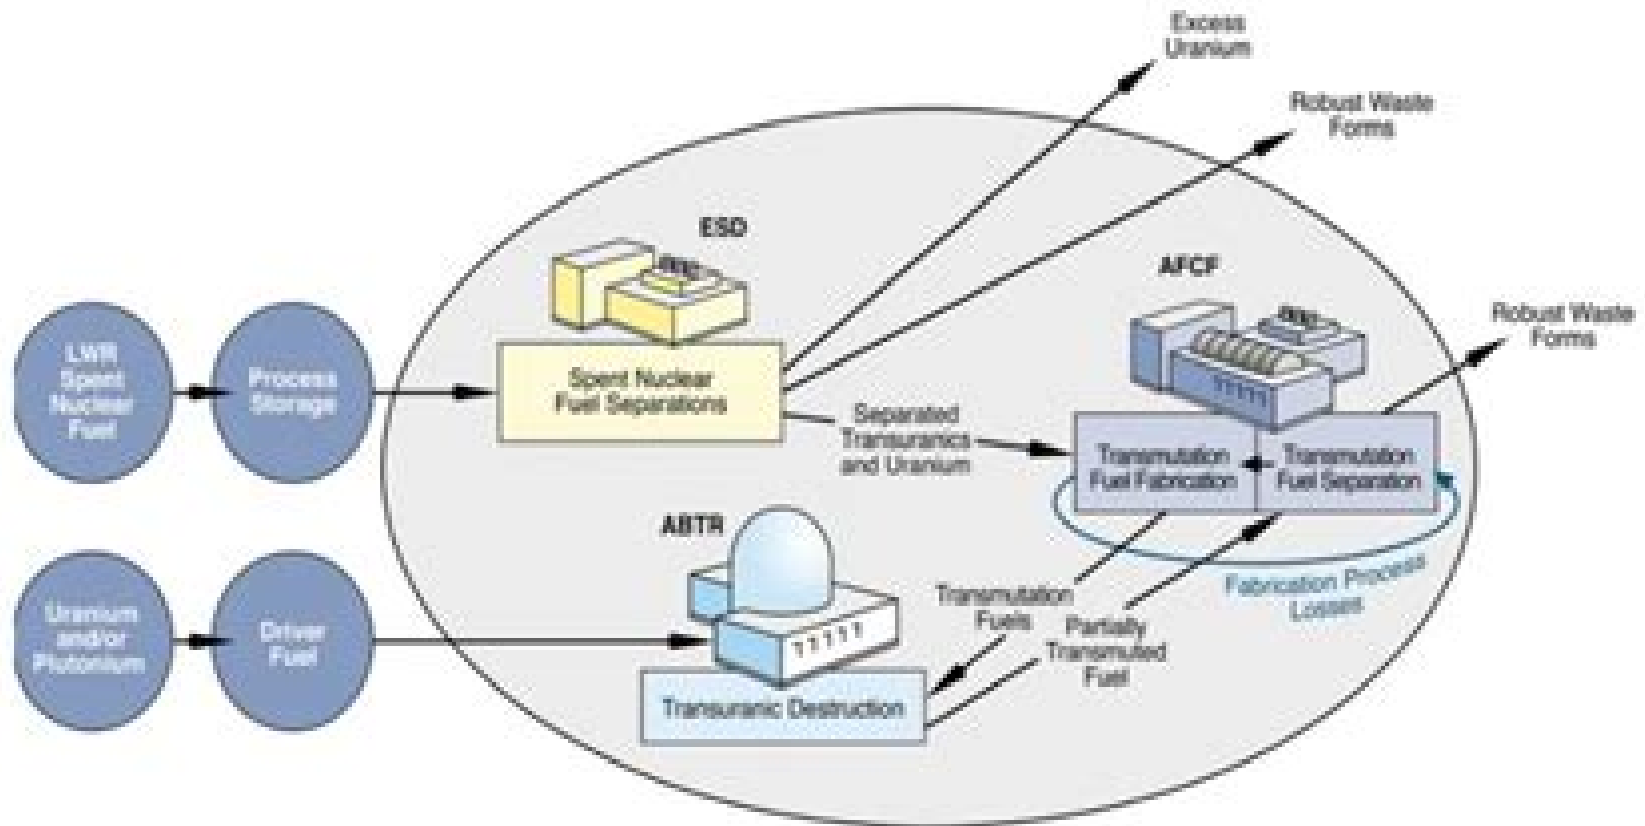 Excess
Uranium
Robust Waste
Forms
ESD
AFCF
Robust Waste
Forms
LWR
Spent
Nuclear
Fuel
Process
Storage
Spent Nuclear
Fuel Separations
Separated
Transuranics
and Uranium
Transmutation
Fuel Fabrication
Transmutation
Fuel Separation
ABTR
Fabrication Process
Losses
Uranium
and/or
Plutonium
Driver
Fuel
Transmutation
Fuels
Partially
Transmuted
Fuel
Transuranic Destruction